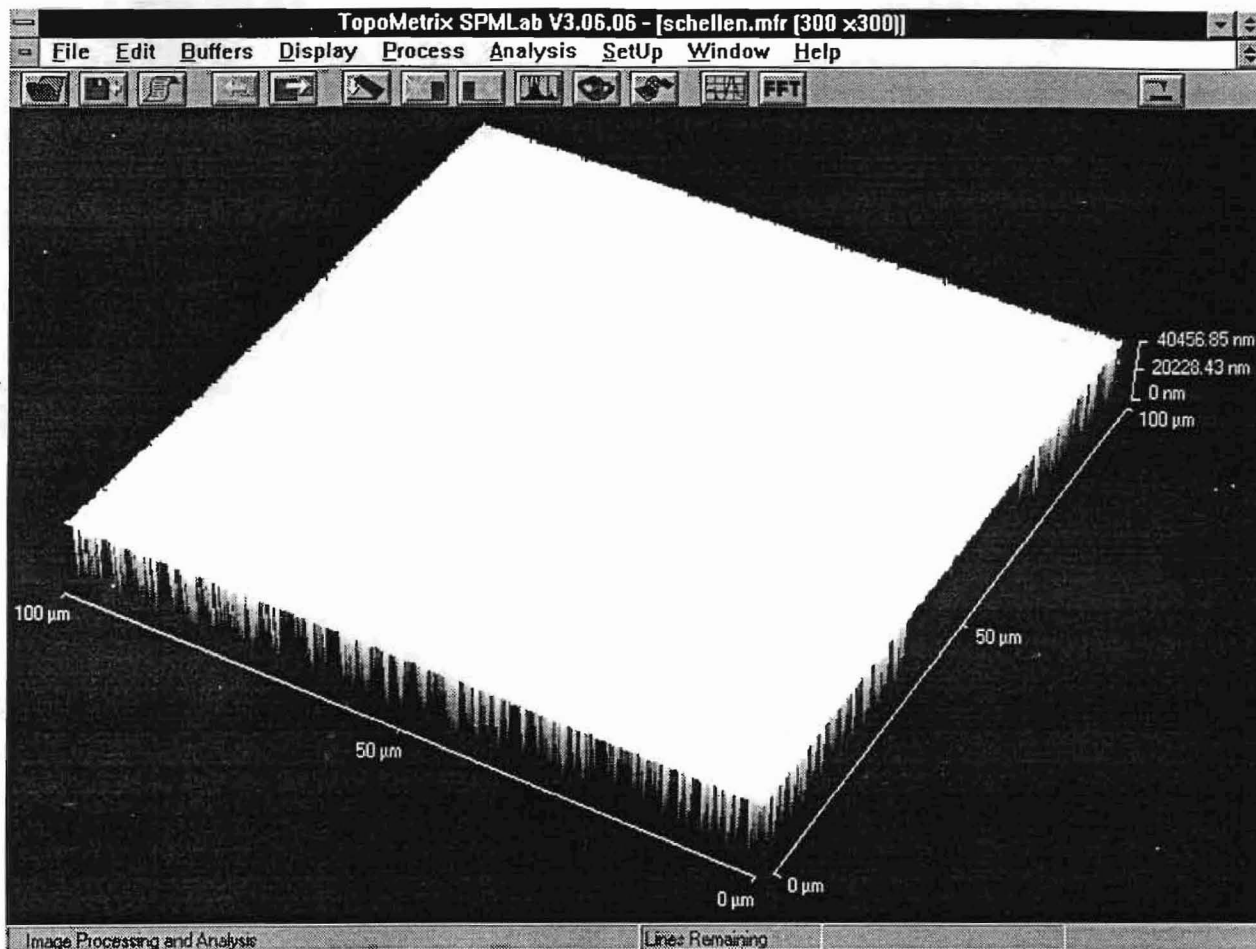 TopoMetrix SPMLab V3.06.06 - [schellen.mfr (300 x300)]
File Edit Buffers Display Process Analysis SetUp Window Help
FFT
40456.85 nm
20228.43 nm
0 nm
100 µm
100 µm
50 µm
50 µm
0 µm
0 µm
Image Processing and Analysis Lines Remaining